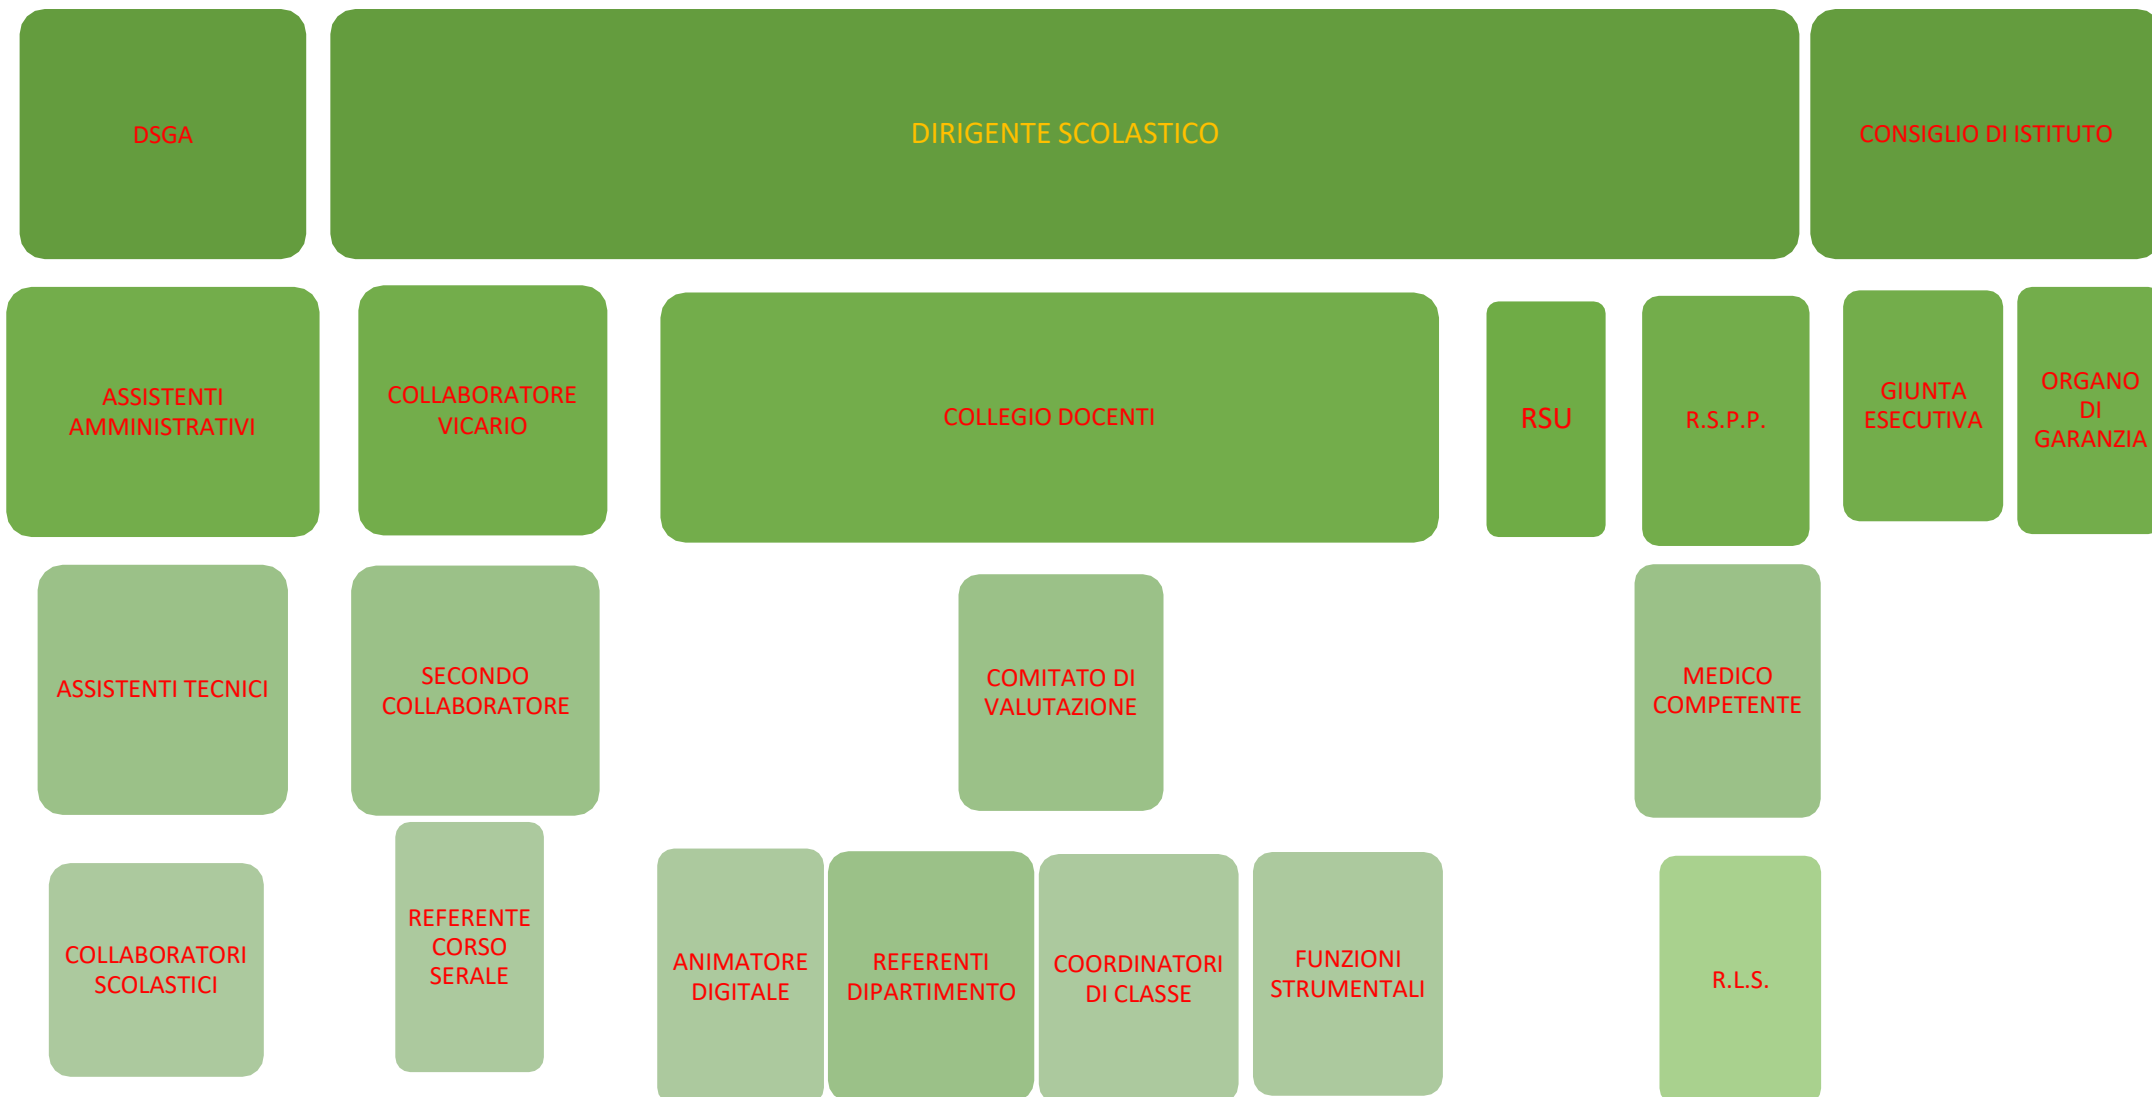 DSGA
DIRIGENTE SCOLASTICO
CONSIGLIO DI ISTITUTO
ASSISTENTI
AMMINISTRATIVI
COLLABORATORE
VICARIO
COLLEGIO DOCENTI
RSU
R.S.P.P.
GIUNTA
ESECUTIVA
ORGANO
DI
GARANZIA
ASSISTENTI TECNICI
SECONDO
COLLABORATORE
COMITATO DI
VALUTAZIONE
MEDICO
COMPETENTE
COLLABORATORI
SCOLASTICI
REFERENTE
CORSO
SERALE
ANIMATORE
DIGITALE
REFERENTI
DIPARTIMENTO
COORDINATORI
DI CLASSE
FUNZIONI
STRUMENTALI
R.L.S.